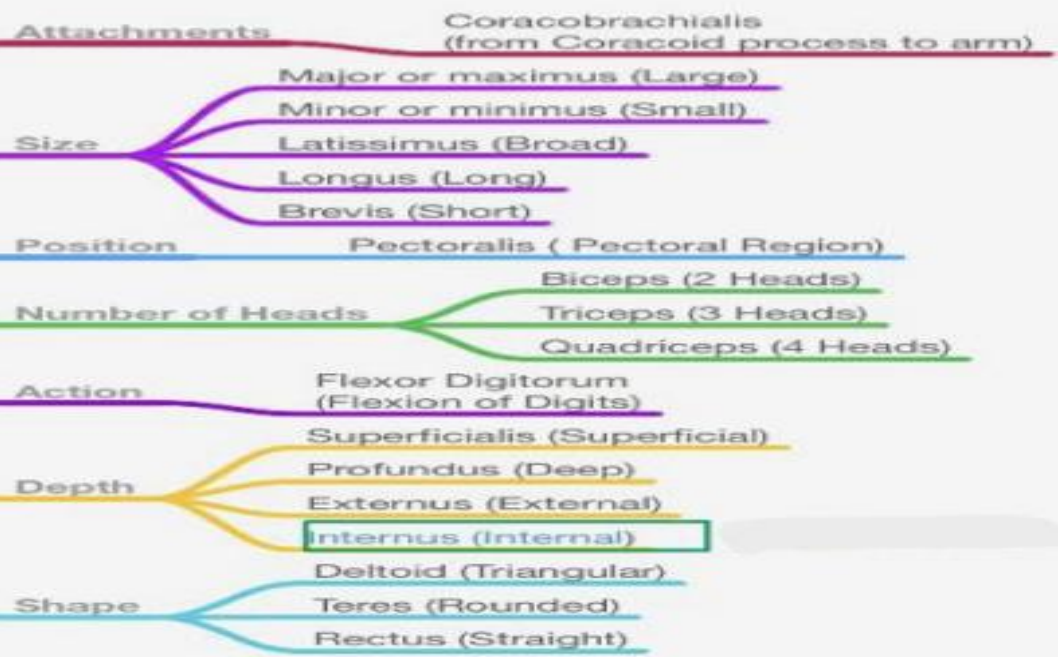 Attachments
Coracobrachialis
(from Coracoid process to arm)
Size
Major or maximus (Large)
Minor or minimus (Small)
Latissimus (Broad)
Longus (Long)
Brevis (Short)
Position
Pectoralis ( Pectoral Region)
Number of Heads
Biceps (2 Heads)
Triceps (3 Heads)
Quadriceps (4 Heads)
Action
Flexor Digitorum
(Flexion of Digits)
Depth
Superficialis (Superficial)
Profundus (Deep)
Externus (External)
Internus (Internal)
Shape
Deltoid (Triangular)
Teres (Rounded)
Rectus (Straight)